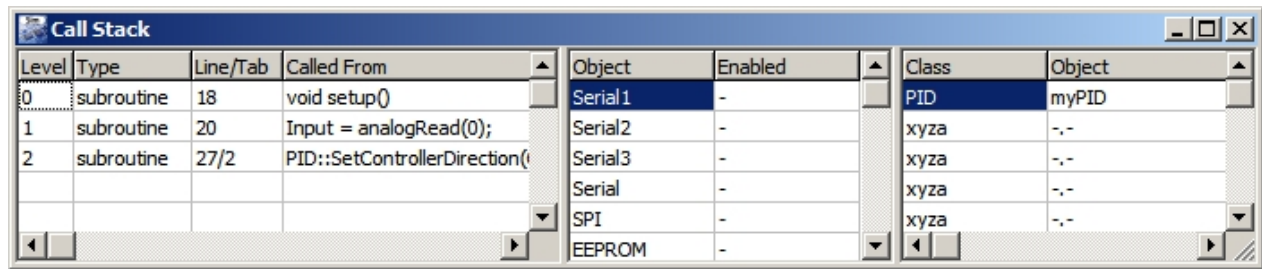 Call Stack
Level Type Line/Tab Called From
0 subroutine 18 void setup()
1 subroutine 20 Input = analogRead(0);
2 subroutine 27/2 PID::SetControllerDirection(
Object Enabled
Serial1 -
Serial2 -
Serial3 -
Serial -
SPI -
EEPROM -
Class Object
PID myPID
xyza -.-
xyza -.-
xyza -.-
xyza -.-